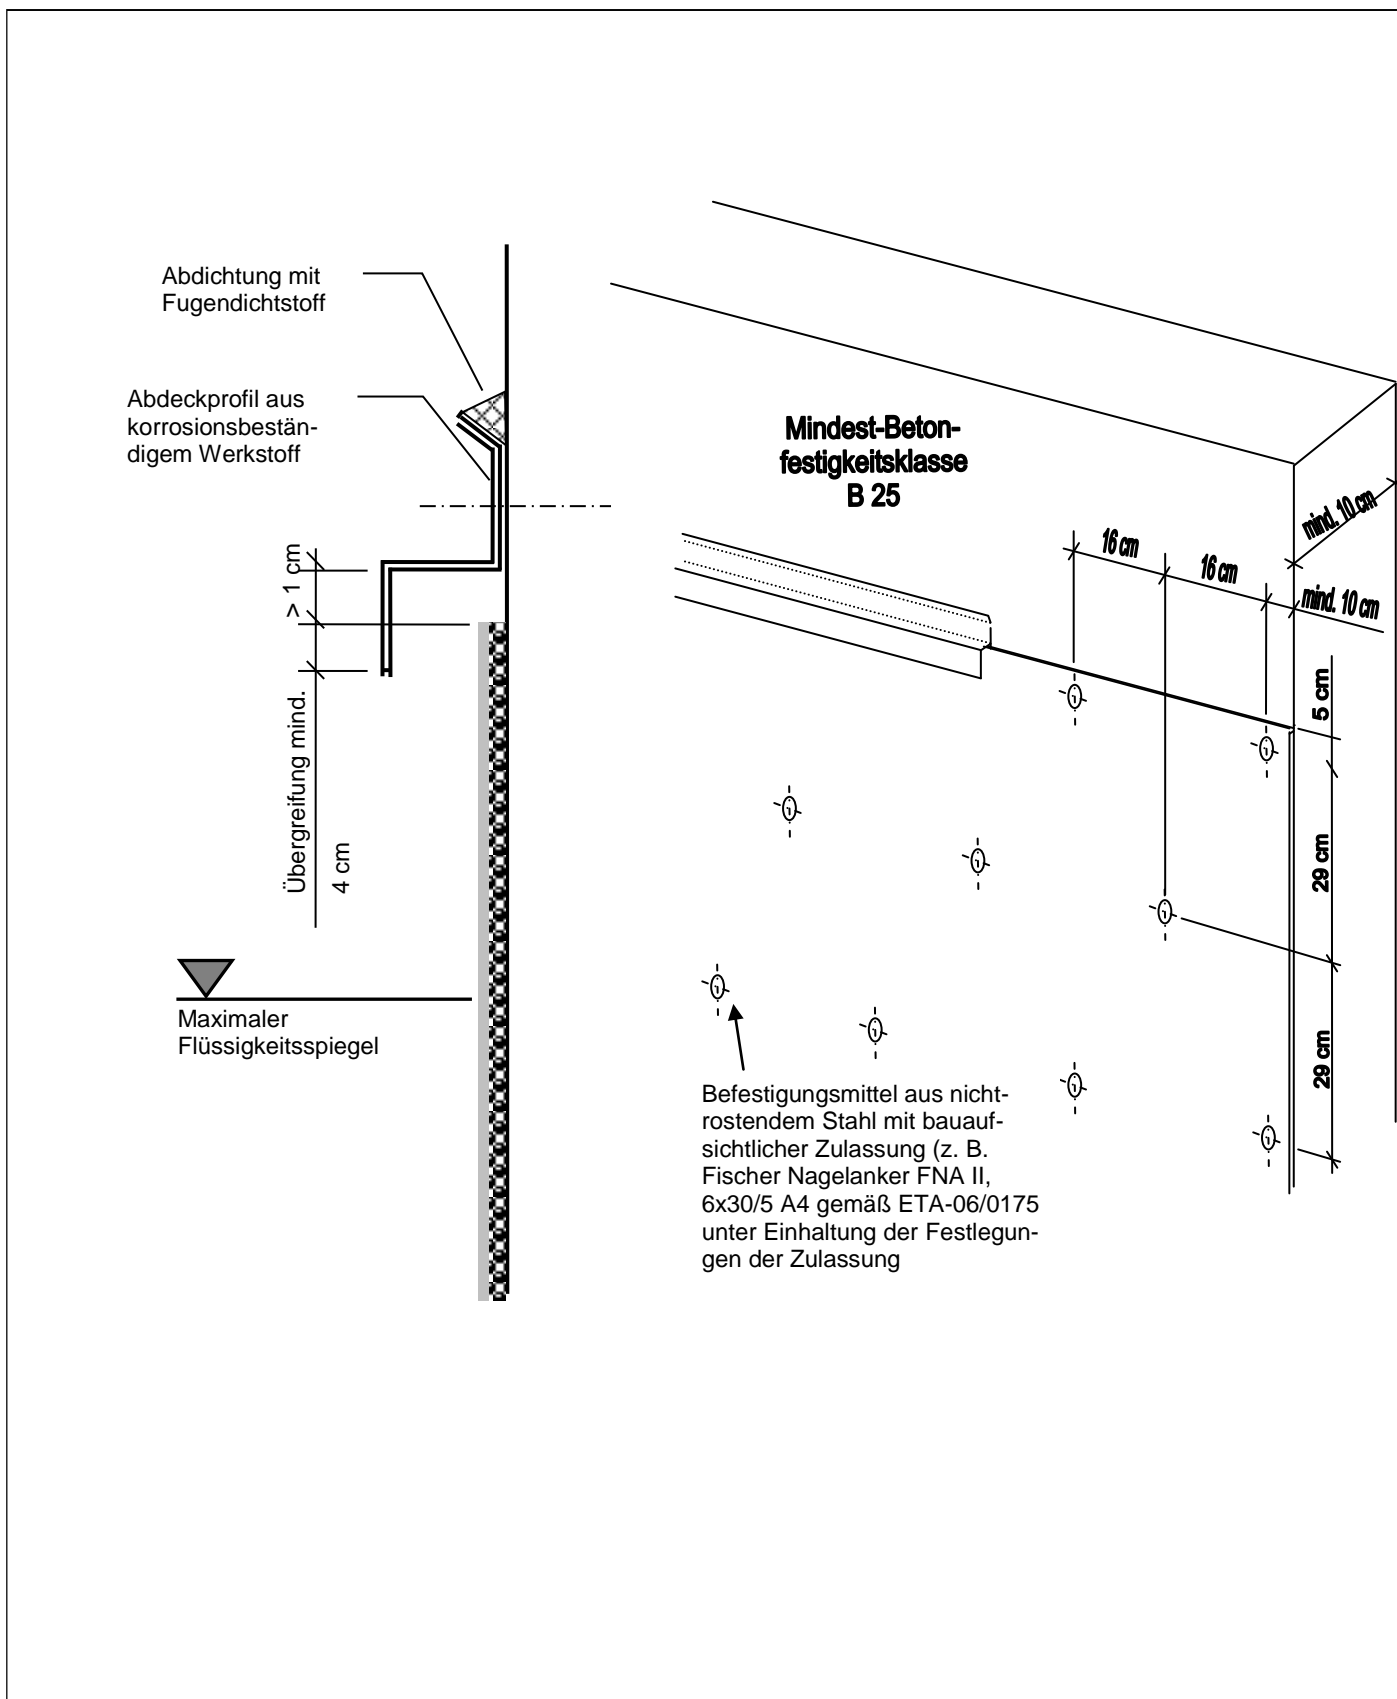 Abdichtung mit
Fugendichtstoff
Abdeckprofil aus
korrosionsbestän-
digem Werkstoff
> 1 cm
Übergreifung mind.
4 cm
Maximaler
Flüssigkeitsspiegel
Mindest-Beton-
festigkeitsklasse
B 25
16 cm
16 cm
mind. 10 cm
mind. 10 cm
5 cm
29 cm
29 cm
Befestigungsmittel aus nicht-
rostendem Stahl mit bauauf-
sichtlicher Zulassung (z. B.
Fischer Nagelanker FNA II,
6x30/5 A4 gemäß ETA-06/0175
unter Einhaltung der Festlegun-
gen der Zulassung